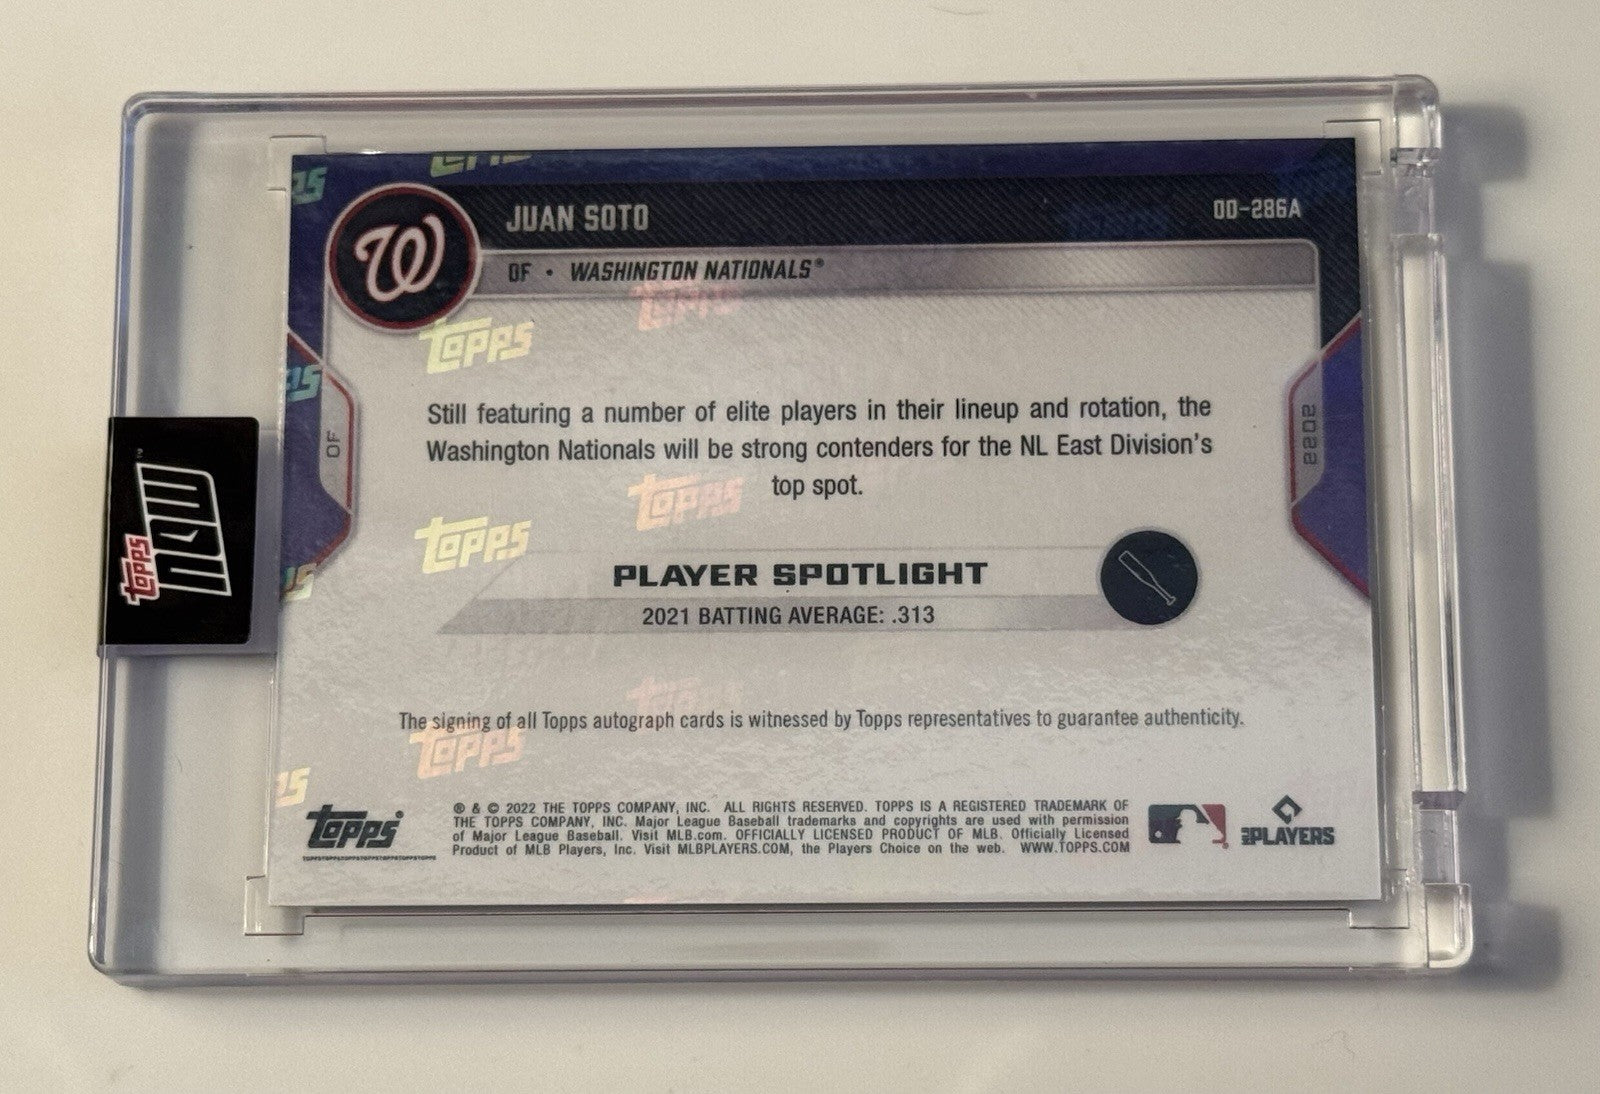 JUAN SOTO
OD-286A
OF • WASHINGTON NATIONALS®
Still featuring a number of elite players in their lineup and rotation, the
Washington Nationals will be strong contenders for the NL East Division's
top spot.
PLAYER SPOTLIGHT
2021 BATTING AVERAGE: .313
The signing of all Topps autograph cards is witnessed by Topps representatives to guarantee authenticity.
® & © 2022 THE TOPPS COMPANY, INC. ALL RIGHTS RESERVED. TOPPS IS A REGISTERED TRADEMARK OF
THE TOPPS COMPANY, INC. Major League Baseball trademarks and copyrights are used with permission
of Major League Baseball. Visit MLB.com. OFFICIALLY LICENSED PRODUCT OF MLB. Officially Licensed
Product of MLB Players, Inc. Visit MLBPLAYERS.COM, the Players Choice on the web. WWW.TOPPS.COM
topps®
PLAYERS
OF
2022
W
topps
NOW™
topps
topps
topps
topps
topps
topps